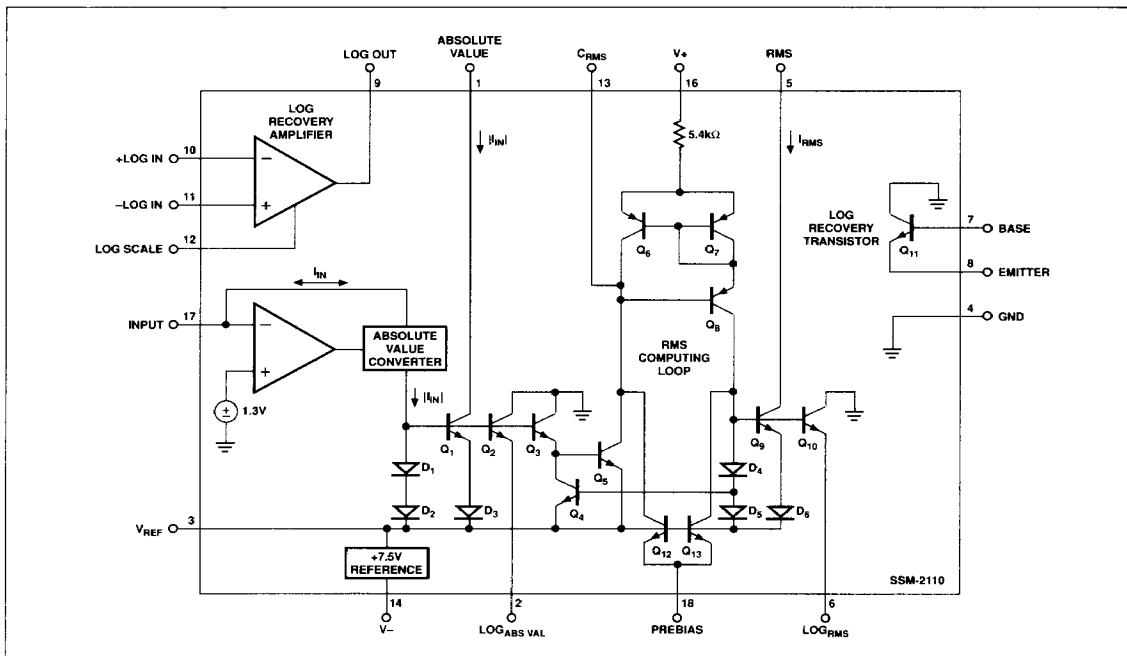 ABSOLUTE
VALUE
LOG OUT
C_RMS
V+
RMS
9
1
13
16
5
LOG
RECOVERY
AMPLIFIER
|I_IN|
5.4kΩ
I_RMS
+LOG IN
10
−
−LOG IN
11
+
LOG SCALE
12
LOG
RECOVERY
TRANSISTOR
7
BASE
Q11
8
EMITTER
Q6
Q7
4
GND
I_IN
INPUT
17
−
+
ABSOLUTE
VALUE
CONVERTER
Q8
RMS
COMPUTING
LOOP
±
1.3V
|I_IN|
Q1
Q2
Q3
Q9
Q10
D1
Q5
D4
Q4
D2
D3
D5
D6
V_REF
3
Q12
Q13
+7.5V
REFERENCE
SSM-2110
14
2
18
6
V−
LOG_ABS VAL
PREBIAS
LOG_RMS